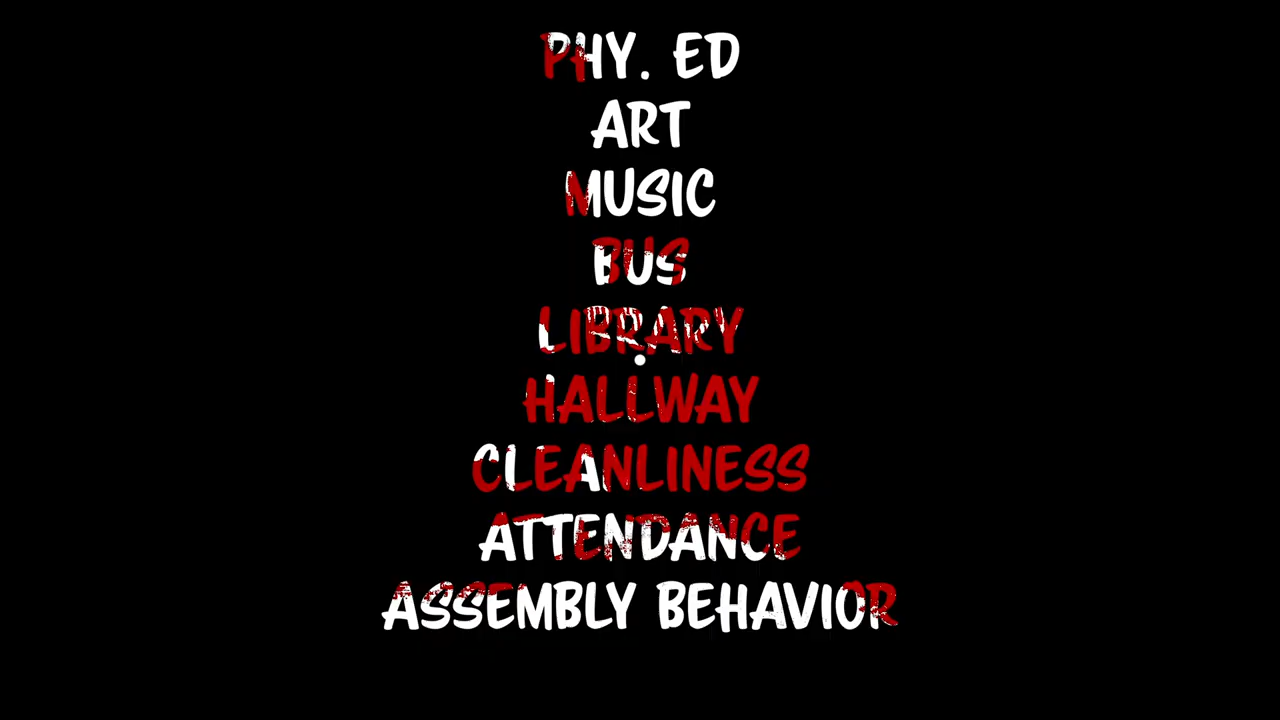 PHY. ED
ART
MUSIC
BUS
LIBRARY
HALLWAY
CLEANLINESS
ATTENDANCE
ASSEMBLY BEHAVIOR